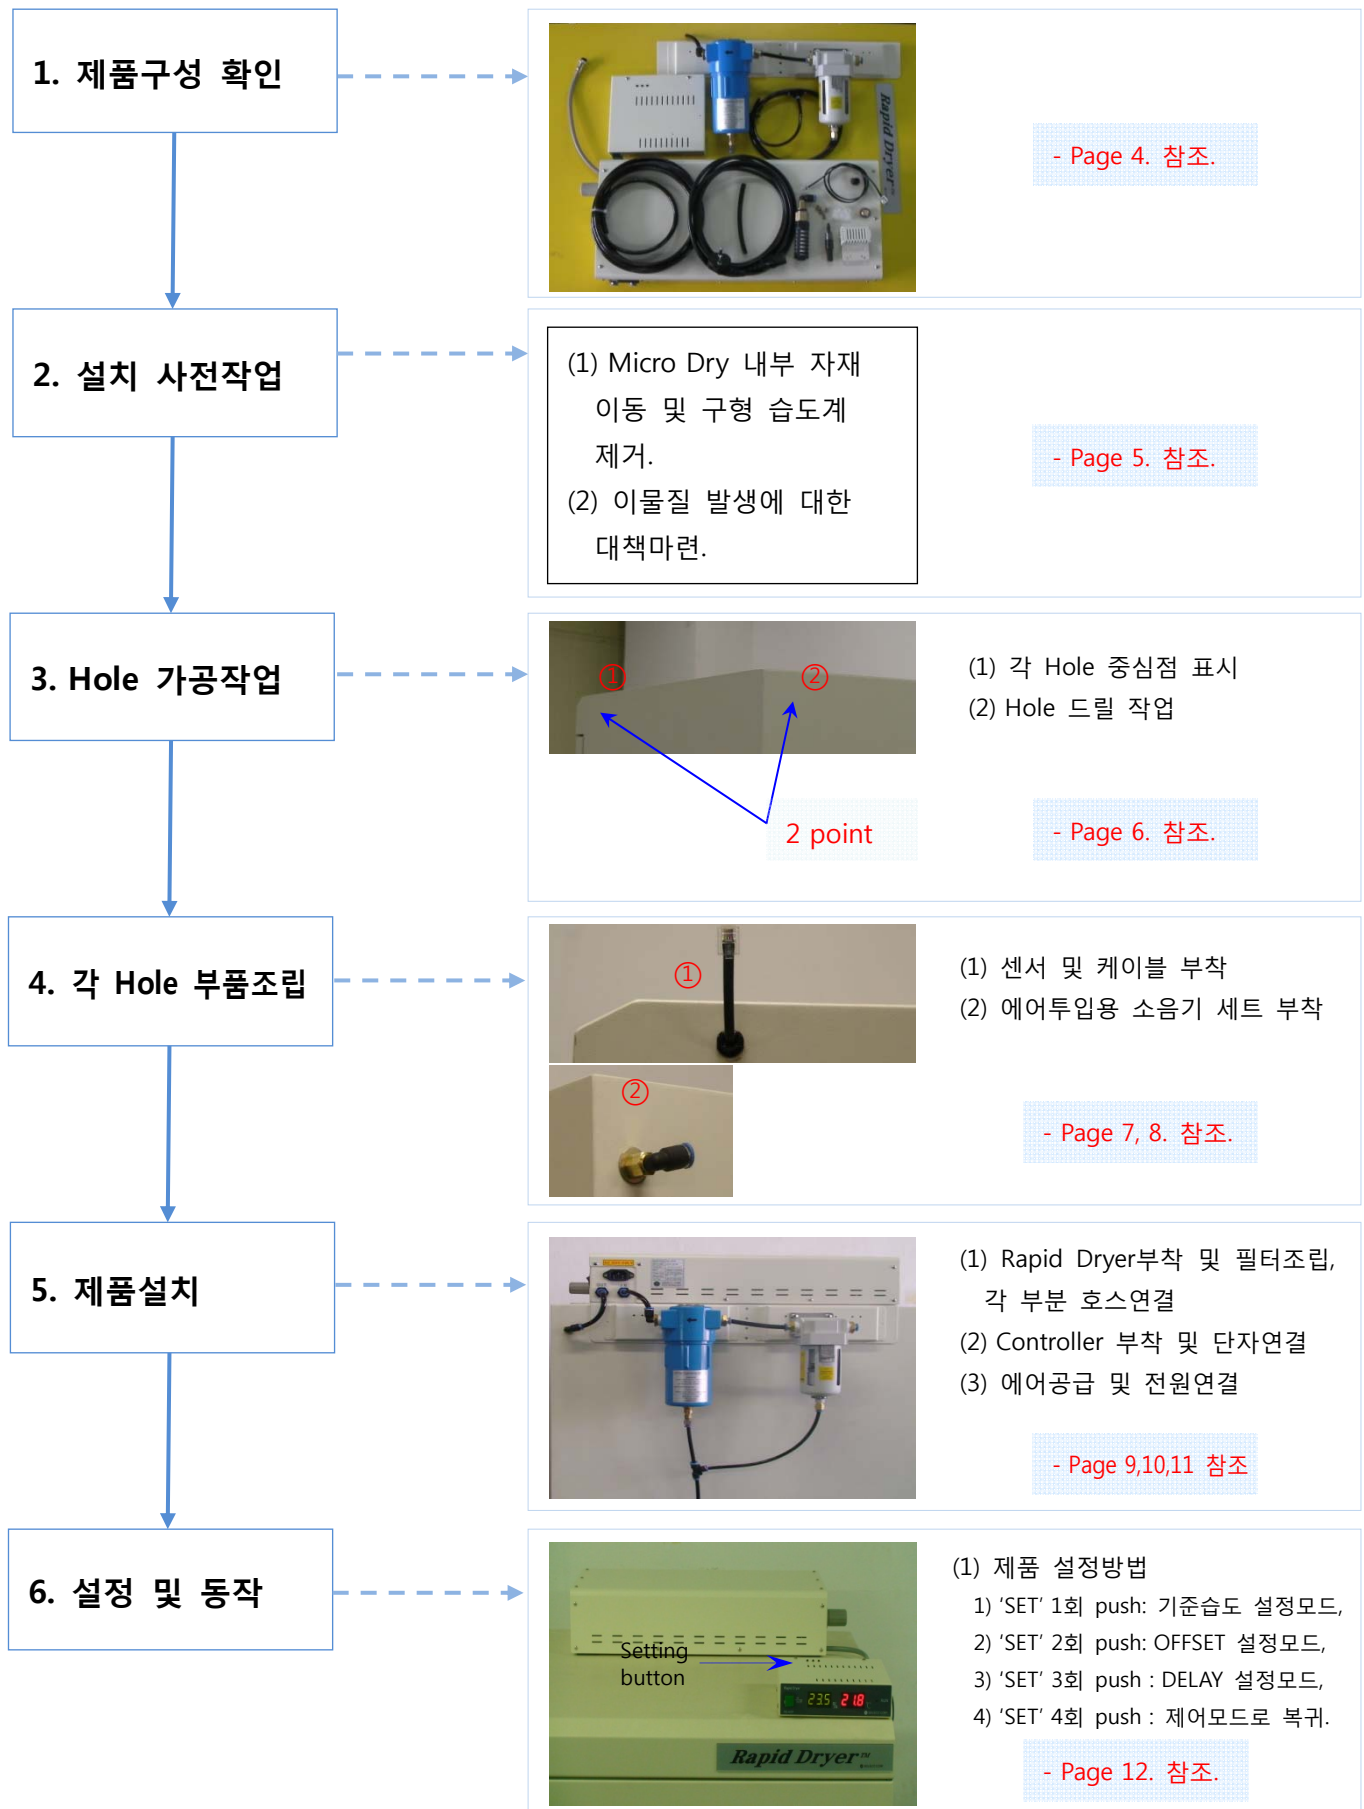 1. 제품구성 확인
Rapid Dryer
- Page 4. 참조.
2. 설치 사전작업
(1) Micro Dry 내부 자재
이동 및 구형 습도계
제거.
(2) 이물질 발생에 대한
대책마련.
- Page 5. 참조.
3. Hole 가공작업
① ②
2 point
(1) 각 Hole 중심점 표시
(2) Hole 드릴 작업
- Page 6. 참조.
4. 각 Hole 부품조립
①
②
(1) 센서 및 케이블 부착
(2) 에어투입용 소음기 세트 부착
- Page 7, 8. 참조.
5. 제품설치
(1) Rapid Dryer부착 및 필터조립,
각 부분 호스연결
(2) Controller 부착 및 단자연결
(3) 에어공급 및 전원연결
- Page 9,10,11 참조
6. 설정 및 동작
Setting
button
23.5 21.8
Rapid Dryer™
(1) 제품 설정방법
1) ‘SET’ 1회 push: 기준습도 설정모드,
2) ‘SET’ 2회 push: OFFSET 설정모드,
3) ‘SET’ 3회 push : DELAY 설정모드,
4) ‘SET’ 4회 push : 제어모드로 복귀.
- Page 12. 참조.